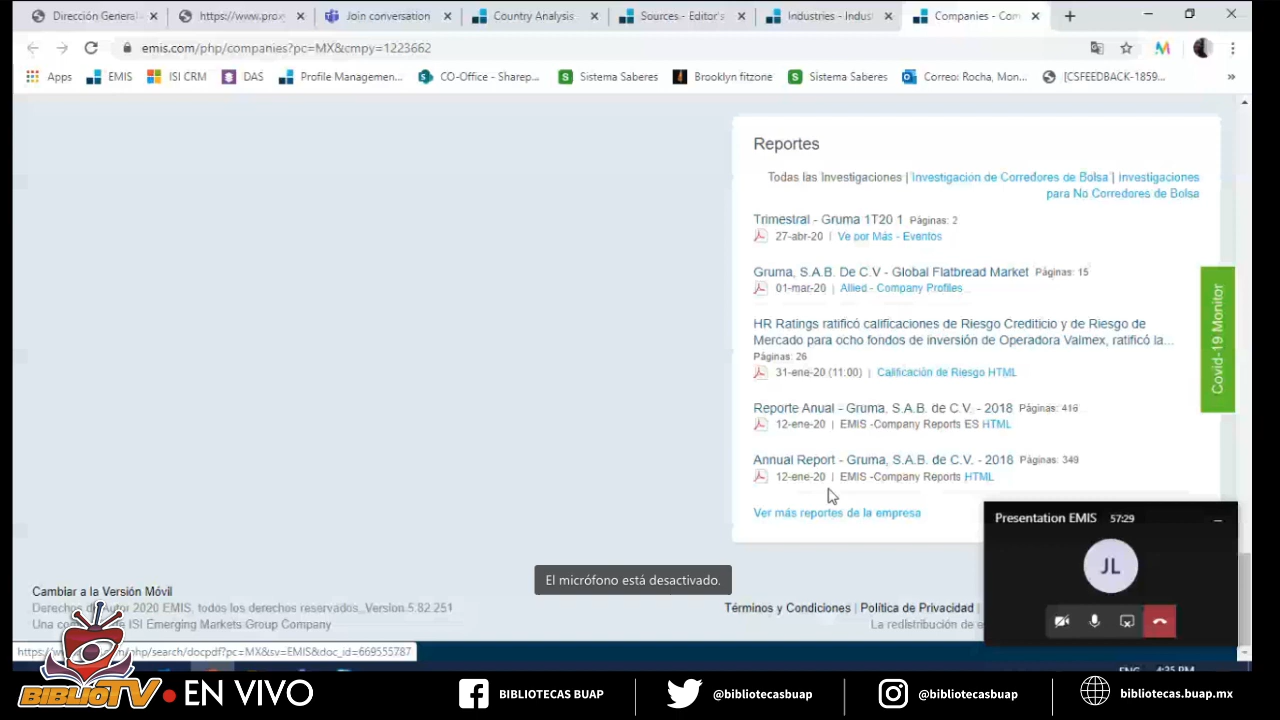 Dirección General
https://www.prox
Join conversation
Country Analysis
Sources - Editor's
Industries - Indust
Companies - Com
emis.com/php/companies?pc=MX&cmpy=1223662
Apps
EMIS
ISI CRM
DAS
Profile Managemen...
CO-Office - Sharep...
Sistema Saberes
Brooklyn fitzone
Sistema Saberes
Correo: Rocha, Mon...
[CSFEEDBACK-1859...
»
Reportes
Todas las Investigaciones | Investigación de Corredores de Bolsa | Investigaciones
para No Corredores de Bolsa
Trimestral - Gruma 1T20 1 Páginas: 2
27-abr-20 | Ve por Más - Eventos
Gruma, S.A.B. De C.V - Global Flatbread Market Páginas: 15
01-mar-20 | Allied - Company Profiles
HR Ratings ratificó calificaciones de Riesgo Crediticio y de Riesgo de
Mercado para ocho fondos de inversión de Operadora Valmex, ratificó la...
Páginas: 26
31-ene-20 (11:00) | Calificación de Riesgo HTML
Reporte Anual - Gruma, S.A.B. de C.V. - 2018 Páginas: 416
12-ene-20 | EMIS -Company Reports ES HTML
Annual Report - Gruma, S.A.B. de C.V. - 2018 Páginas: 349
12-ene-20 | EMIS -Company Reports HTML
Ver más reportes de la empresa
Covid-19 Monitor
Presentation EMIS 57:29
JL
El micrófono está desactivado.
Cambiar a la Versión Móvil
Derechos de Autor 2020 EMIS, todos los derechos reservados. Version.5.82.251
Una co e ISI Emerging Markets Group Company
Términos y Condiciones | Política de Privacidad |
La redistribución de
https://w /php/search/docpdf?pc=MX&sv=EMIS&doc_id=669555787
ENG 4:35 PM
BIBLIOTV
EN VIVO
BIBLIOTECAS BUAP
@bibliotecasbuap
@bibliotecasbuap
bibliotecas.buap.mx